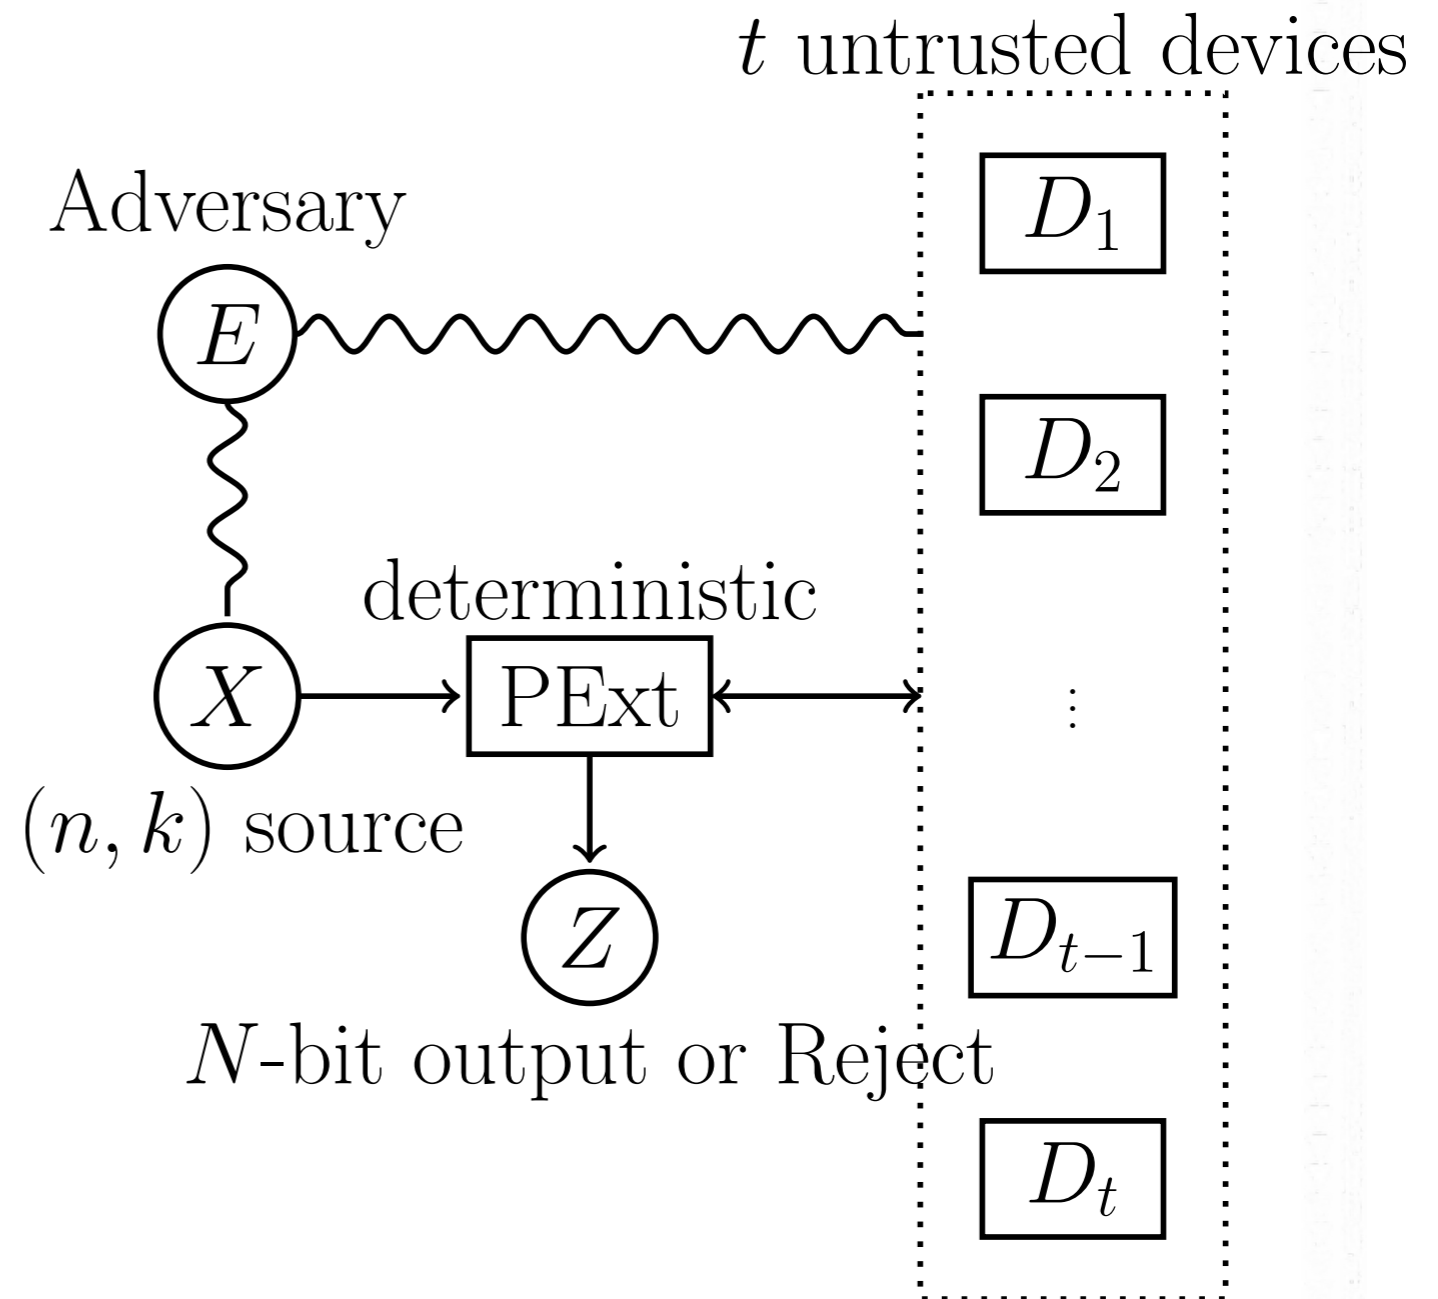 t untrusted devices
D₁
Adversary
E
D₂
deterministic
X
PExt
⋮
(n, k) source
Z
Dₜ₋₁
N-bit output or Reject
Dₜ